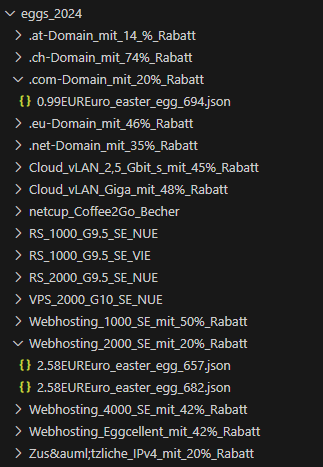 eggs_2024
.at-Domain_mit_14_%_Rabatt
.ch-Domain_mit_74%_Rabatt
.com-Domain_mit_20%_Rabatt
{} 0.99EUREuro_easter_egg_694.json
.eu-Domain_mit_46%_Rabatt
.net-Domain_mit_35%_Rabatt
Cloud_vLAN_2,5_Gbit_s_mit_45%_Rabatt
Cloud_vLAN_Giga_mit_48%_Rabatt
netcup_Coffee2Go_Becher
RS_1000_G9.5_SE_NUE
RS_1000_G9.5_SE_VIE
RS_2000_G9.5_SE_NUE
VPS_2000_G10_SE_NUE
Webhosting_1000_SE_mit_50%_Rabatt
Webhosting_2000_SE_mit_20%_Rabatt
{} 2.58EUREuro_easter_egg_657.json
{} 2.58EUREuro_easter_egg_682.json
Webhosting_4000_SE_mit_42%_Rabatt
Webhosting_Eggcellent_mit_42%_Rabatt
Zus&auml;tzliche_IPv4_mit_20%_Rabatt